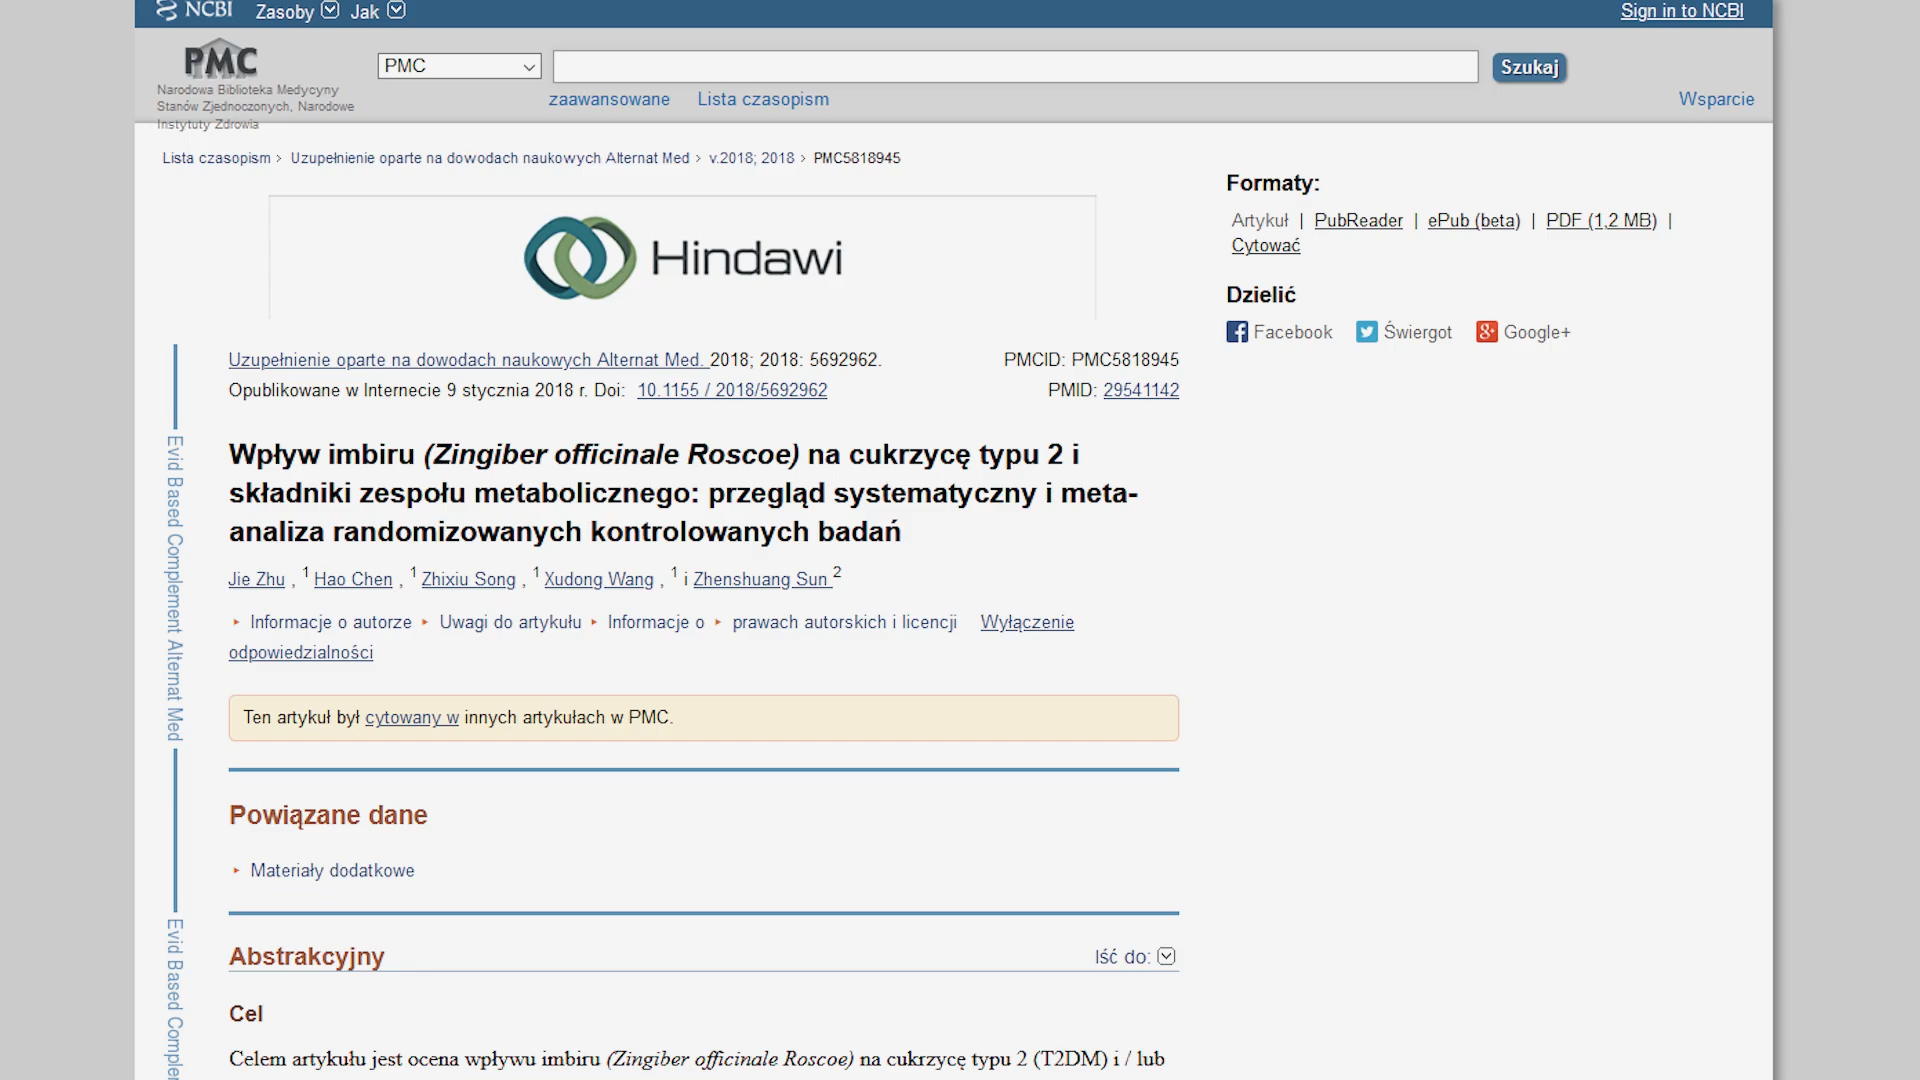 NCBI Zasoby Jak Sign in to NCBI
PMC
Narodowa Biblioteka Medycyny
Stanów Zjednoczonych, Narodowe
Instytuty Zdrowia
PMC Szukaj
zaawansowane Lista czasopism Wsparcie
Lista czasopism > Uzupełnienie oparte na dowodach naukowych Alternat Med > v.2018; 2018 > PMC5818945
Hindawi
Formaty:
Artykuł | PubReader | ePub (beta) | PDF (1,2 MB) |
Cytować
Dzielić
Facebook Świergot Google+
Uzupełnienie oparte na dowodach naukowych Alternat Med. 2018; 2018: 5692962. PMCID: PMC5818945
Opublikowane w Internecie 9 stycznia 2018 r. Doi: 10.1155 / 2018/5692962 PMID: 29541142
Wpływ imbiru (Zingiber officinale Roscoe) na cukrzycę typu 2 i
składniki zespołu metabolicznego: przegląd systematyczny i meta-
analiza randomizowanych kontrolowanych badań
Jie Zhu , 1 Hao Chen , 1 Zhixiu Song , 1 Xudong Wang , 1 i Zhenshuang Sun 2
Informacje o autorze Uwagi do artykułu Informacje o prawach autorskich i licencji Wyłączenie
odpowiedzialności
Ten artykuł był cytowany w innych artykułach w PMC.
Powiązane dane
Materiały dodatkowe
Abstrakcyjny Iść do:
Cel
Celem artykułu jest ocena wpływu imbiru (Zingiber officinale Roscoe) na cukrzycę typu 2 (T2DM) i / lub
Evid Based Complement Alternat Med
Evid Based Complem